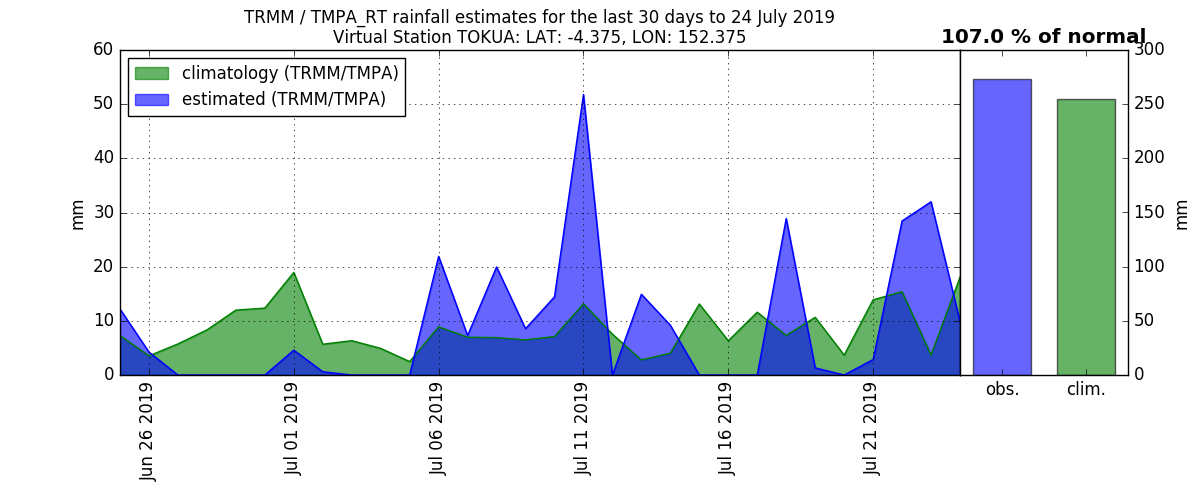 TRMM / TMPA_RT rainfall estimates for the last 30 days to 24 July 2019
Virtual Station TOKUA: LAT: -4.375, LON: 152.375
107.0 % of normal
climatology (TRMM/TMPA)
estimated (TRMM/TMPA)
60
50
40
30
20
10
0
mm
Jun 26 2019
Jul 01 2019
Jul 06 2019
Jul 11 2019
Jul 16 2019
Jul 21 2019
obs.
clim.
300
250
200
150
100
50
0
mm